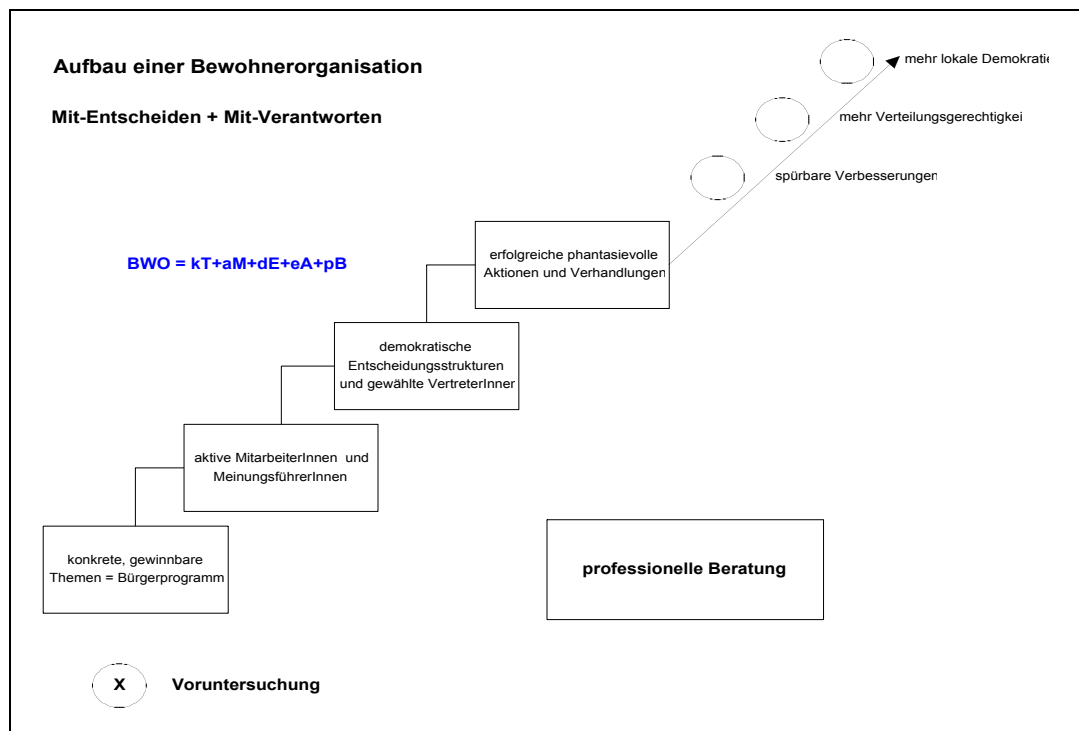 Aufbau einer Bewohnerorganisation
mehr lokale Demokratie
Mit-Entscheiden + Mit-Verantworten
mehr Verteilungsgerechtigkei
spürbare Verbesserungen
BWO = kT+aM+dE+eA+pB
erfolgreiche phantasievolle
Aktionen und Verhandlungen
demokratische
Entscheidungsstrukturen
und gewählte VertreterInner
aktive MitarbeiterInnen und
MeinungsführerInnen
konkrete, gewinnbare
Themen = Bürgerprogramm
professionelle Beratung
X Voruntersuchung